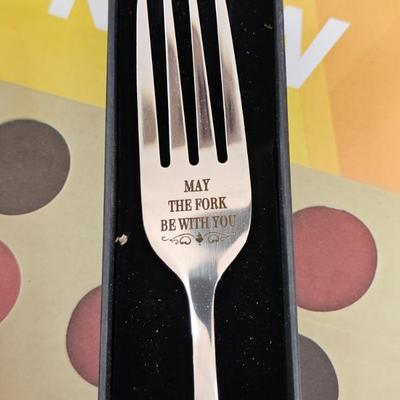 MAY
THE FORK
BE WITH YOU